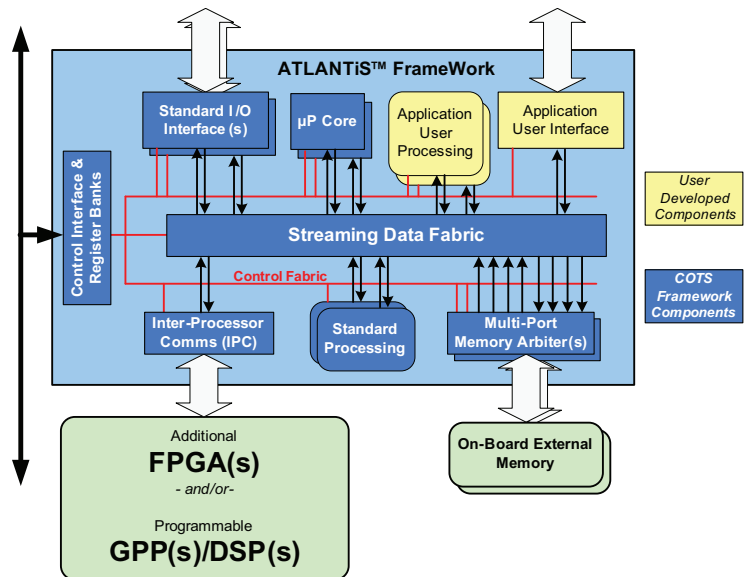 ATLANTiS™ FrameWork
Standard I/O
Interface (s)
µP Core
Application
User
Processing
Application
User Interface
Control Interface &
Register Banks
User
Developed
Components
Streaming Data Fabric
Control Fabric
COTS
Framework
Components
Inter-Processor
Comms (IPC)
Standard
Processing
Multi-Port
Memory Arbiter(s)
Additional
FPGA(s)
- and/or-
Programmable
GPP(s)/DSP(s)
On-Board External
Memory